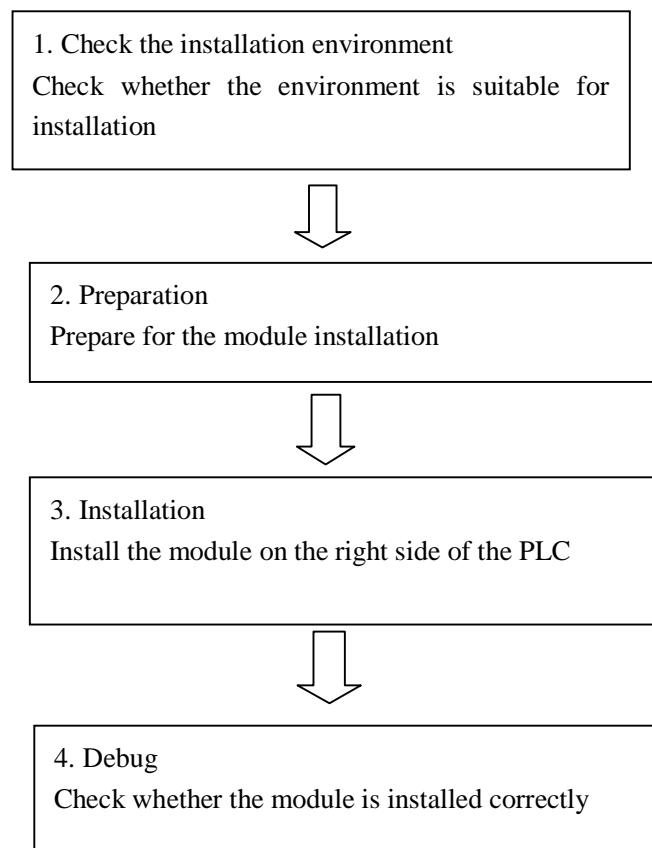 1. Check the installation environment
Check whether the environment is suitable for
installation
2. Preparation
Prepare for the module installation
3. Installation
Install the module on the right side of the PLC
4. Debug
Check whether the module is installed correctly